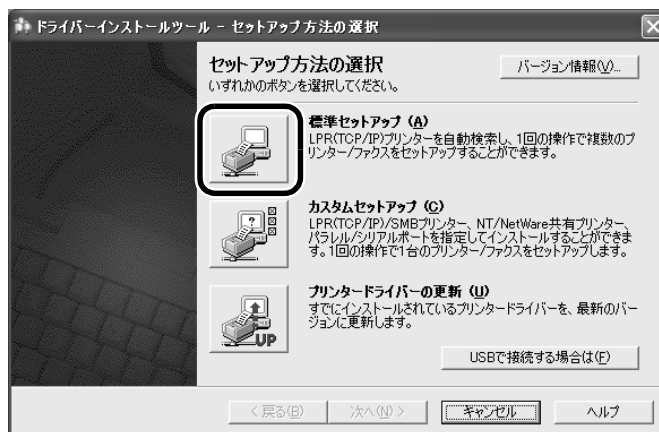 ドライバーインストールツール - セットアップ方法の選択
セットアップ方法の選択
いずれかのボタンを選択してください。
バージョン情報(V)...
標準セットアップ (A)
LPR(TCP/IP)プリンターを自動検索し、1回の操作で複数のプ
リンター/ファクスをセットアップすることができます。
カスタムセットアップ (C)
LPR(TCP/IP)/SMBプリンター、NT/NetWare共有プリンター、
パラレル/シリアルポートを指定してインストールすることができま
す。1回の操作で1台のプリンター/ファクスをセットアップします。
プリンタードライバーの更新 (U)
すでにインストールされているプリンタードライバーを、最新のバー
ジョンに更新します。
UP
USBで接続する場合は(F)
< 戻る(B)
次へ(N) >
キャンセル
ヘルプ